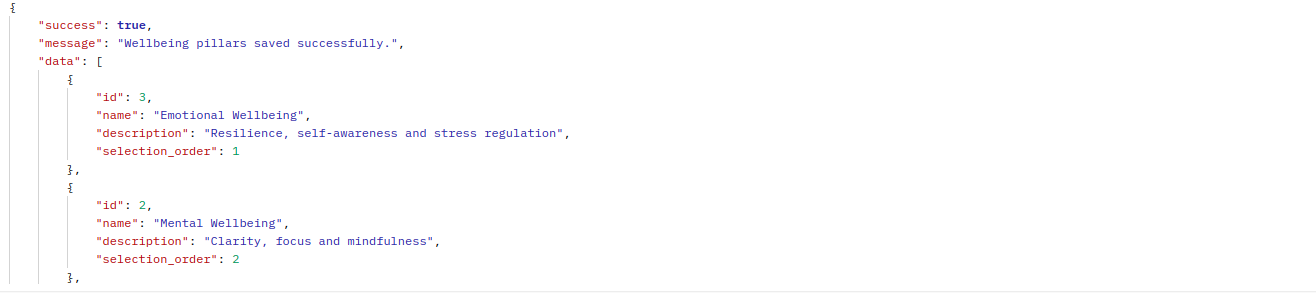 {
    "success": true,
    "message": "Wellbeing pillars saved successfully.",
    "data": [
        {
            "id": 3,
            "name": "Emotional Wellbeing",
            "description": "Resilience, self-awareness and stress regulation",
            "selection_order": 1
        },
        {
            "id": 2,
            "name": "Mental Wellbeing",
            "description": "Clarity, focus and mindfulness",
            "selection_order": 2
        },